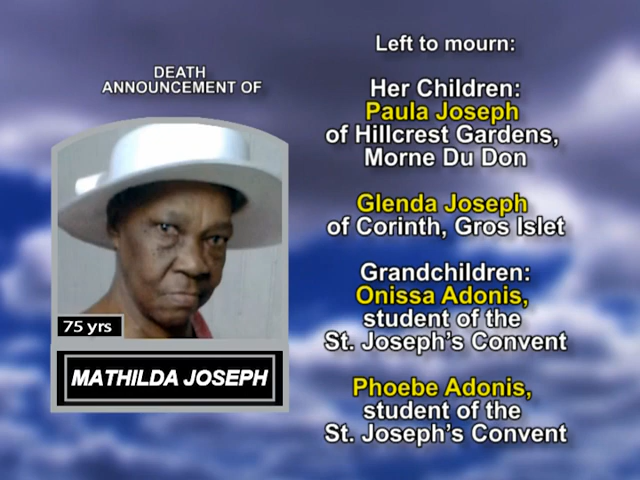 DEATH
ANNOUNCEMENT OF
75 yrs
MATHILDA JOSEPH
Left to mourn:
Her Children:
Paula Joseph
of Hillcrest Gardens,
Morne Du Don
Glenda Joseph
of Corinth, Gros Islet
Grandchildren:
Onissa Adonis,
student of the
St. Joseph's Convent
Phoebe Adonis,
student of the
St. Joseph's Convent